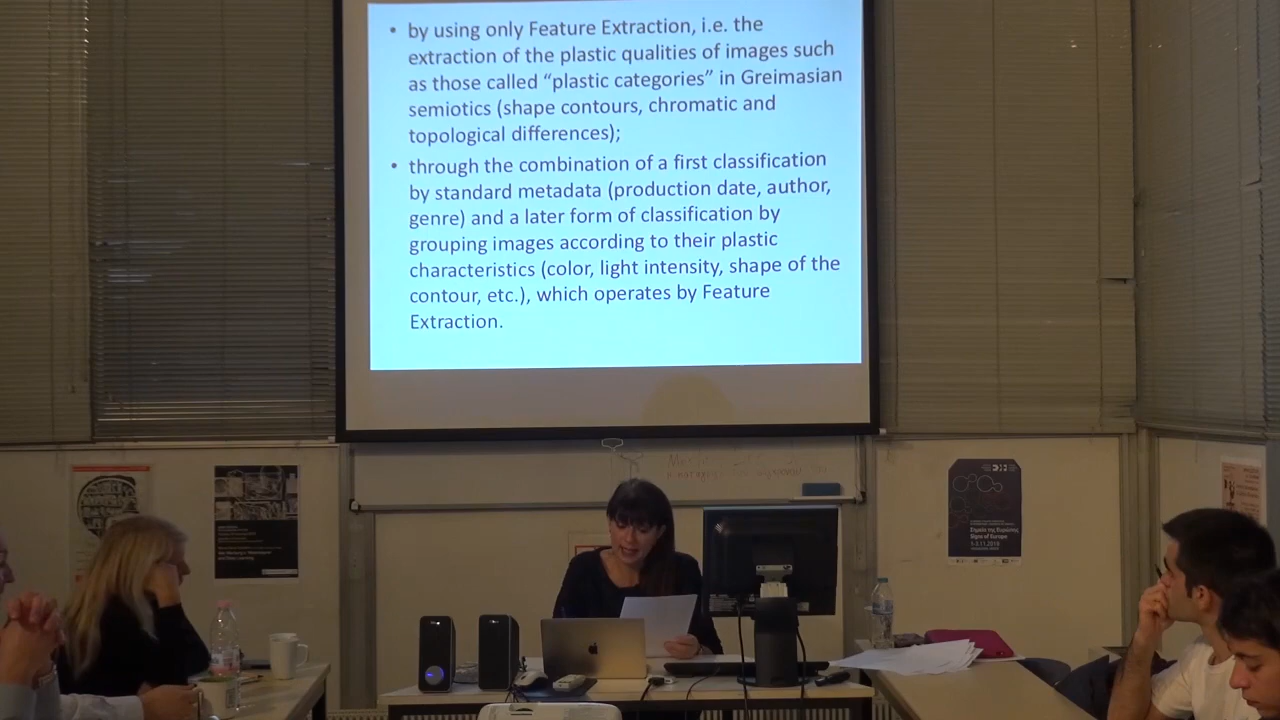 • by using only Feature Extraction, i.e. the
extraction of the plastic qualities of images such
as those called “plastic categories” in Greimasian
semiotics (shape contours, chromatic and
topological differences);
• through the combination of a first classification
by standard metadata (production date, author,
genre) and a later form of classification by
grouping images according to their plastic
characteristics (color, light intensity, shape of the
contour, etc.), which operates by Feature
Extraction.
Σημεία της Ευρώπης
Signs of Europe